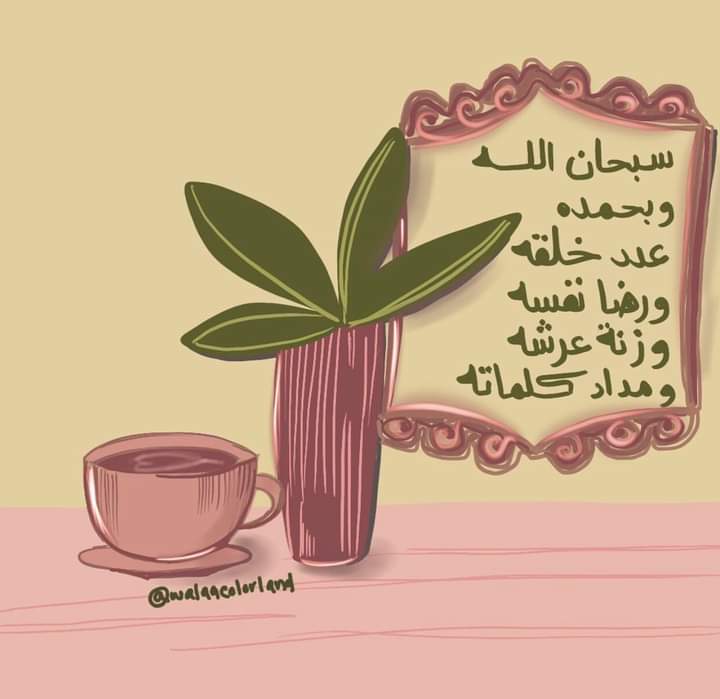 سبحان الله
وبحمده
عدد خلقه
ورضا نفسه
وزنة عرشه
ومداد كلماته
@walaacolorland